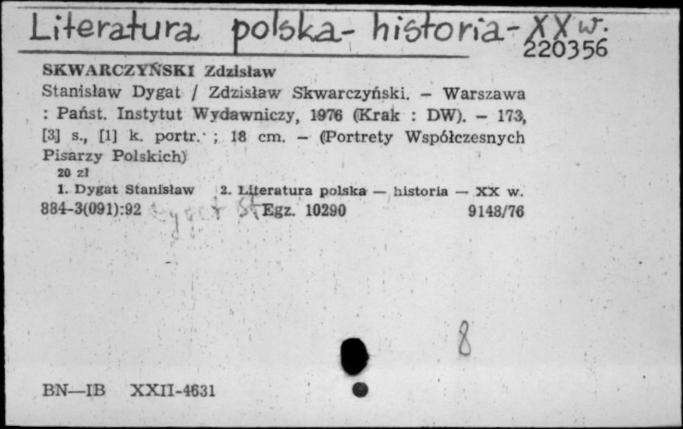 Literatura polska - historia - XX w.
220356
SKWARCZYŃSKI Zdzisław
Stanisław Dygat / Zdzisław Skwarczyński. — Warszawa
: Państ. Instytut Wydawniczy, 1976 (Krak : DW). — 173,
[3] s., [1] k. portr. ; 18 cm. — (Portrety Współczesnych
Pisarzy Polskich)
20 zł
1. Dygat Stanisław 2. Literatura polska — historia — XX w.
884-3(091):92 Dygat St Egz. 10290 9148/76
8
BN—IB XXII-4631